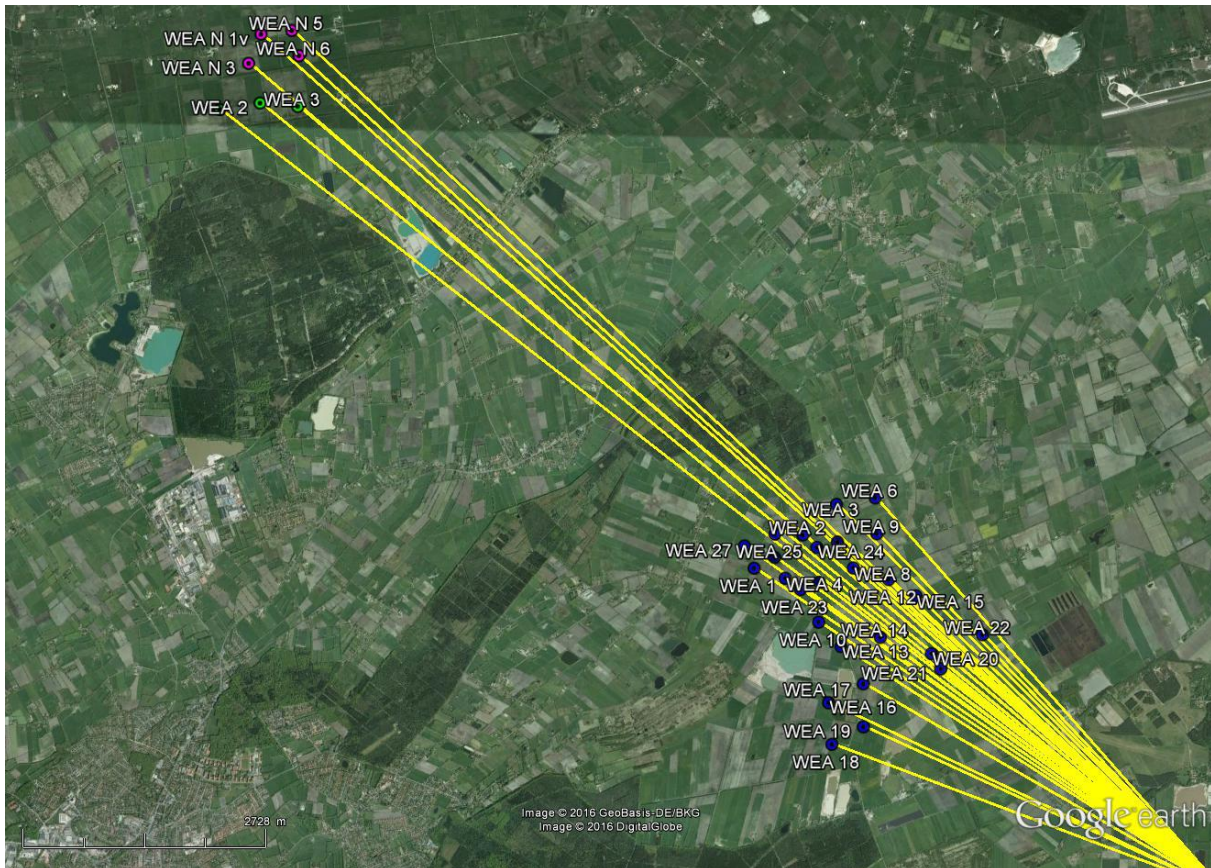 WEA N 5
WEA N 1v
WEA N 6
WEA N 3
WEA 2
WEA 3
WEA 6
WEA 3
WEA 2
WEA 9
WEA 27
WEA 25
WEA 24
WEA 1
WEA 4
WEA 8
WEA 23
WEA 12
WEA 15
WEA 10
WEA 14
WEA 13
WEA 22
WEA 20
WEA 21
WEA 17
WEA 16
WEA 19
WEA 18
Image © 2016 GeoBasis-DE/BKG
Image © 2016 DigitalGlobe
Google earth
2728 m